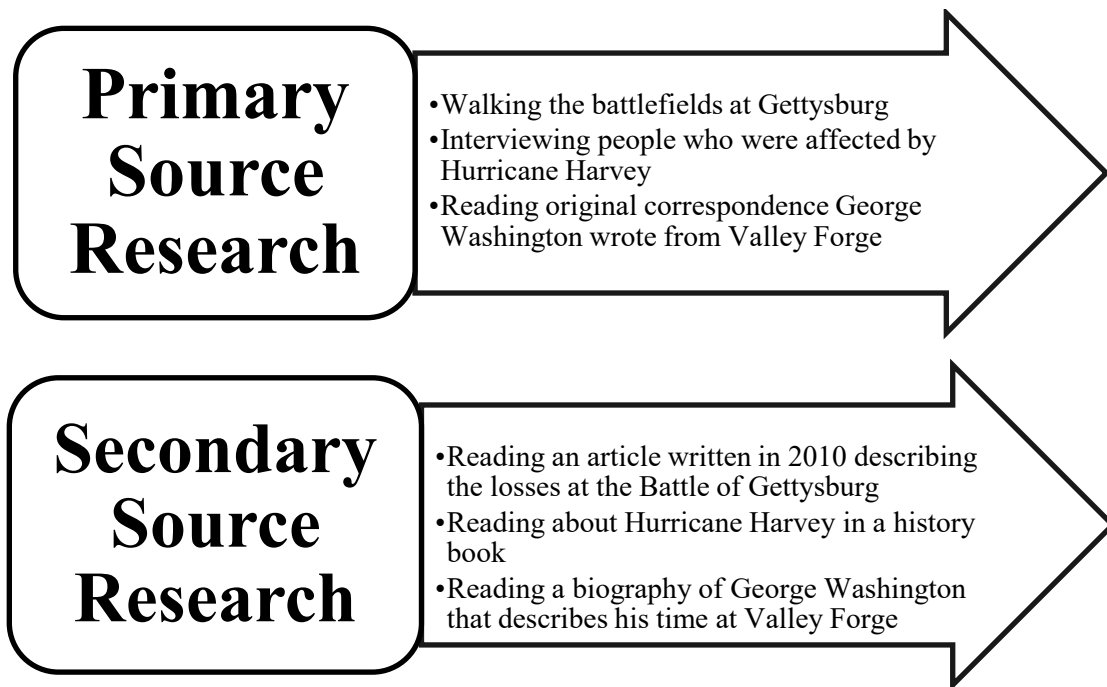 Primary
Source
Research
•Walking the battlefields at Gettysburg
•Interviewing people who were affected by
Hurricane Harvey
•Reading original correspondence George
Washington wrote from Valley Forge
Secondary
Source
Research
•Reading an article written in 2010 describing
the losses at the Battle of Gettysburg
•Reading about Hurricane Harvey in a history
book
•Reading a biography of George Washington
that describes his time at Valley Forge